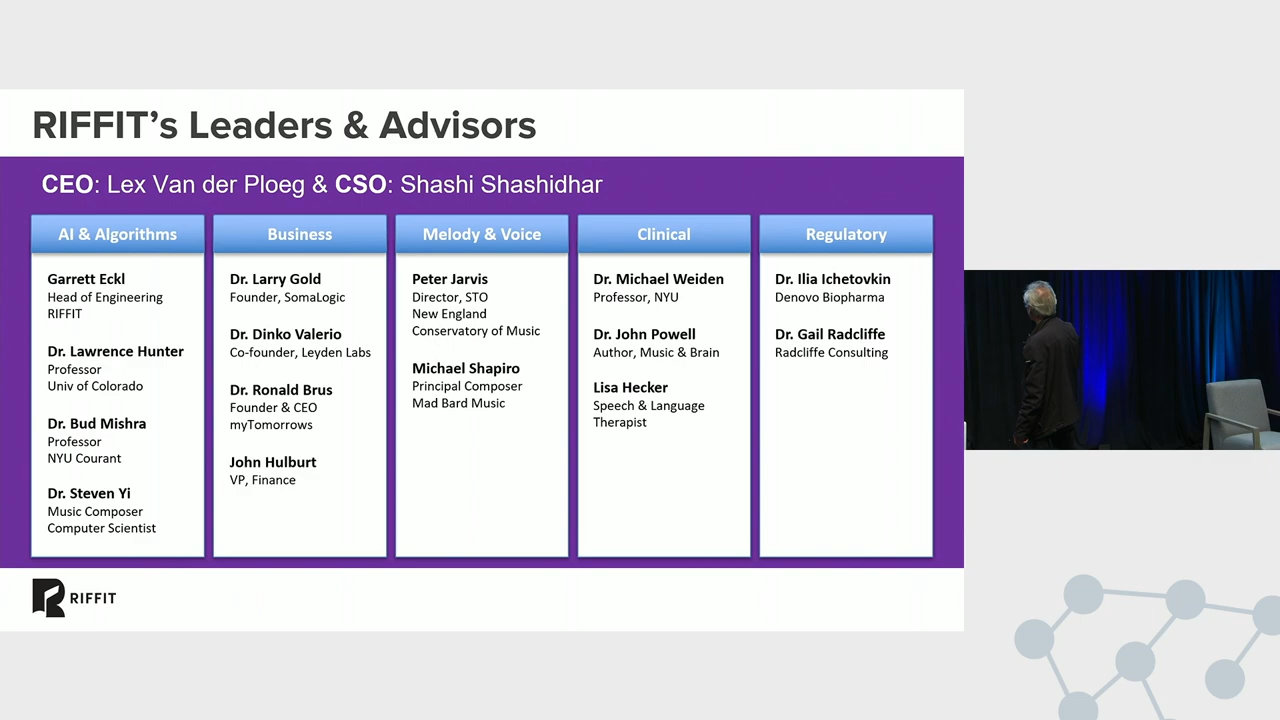 RIFFIT's Leaders & Advisors
CEO: Lex Van der Ploeg & CSO: Shashi Shashidhar
AI & Algorithms
Garrett Eckl
Head of Engineering
RIFFIT
Dr. Lawrence Hunter
Professor
Univ of Colorado
Dr. Bud Mishra
Professor
NYU Courant
Dr. Steven Yi
Music Composer
Computer Scientist
Business
Dr. Larry Gold
Founder, SomaLogic
Dr. Dinko Valerio
Co-founder, Leyden Labs
Dr. Ronald Brus
Founder & CEO
myTomorrows
John Hulburt
VP, Finance
Melody & Voice
Peter Jarvis
Director, STO
New England
Conservatory of Music
Michael Shapiro
Principal Composer
Mad Bard Music
Clinical
Dr. Michael Weiden
Professor, NYU
Dr. John Powell
Author, Music & Brain
Lisa Hecker
Speech & Language
Therapist
Regulatory
Dr. Ilia Ichetovkin
Denovo Biopharma
Dr. Gail Radcliffe
Radcliffe Consulting
RIFFIT